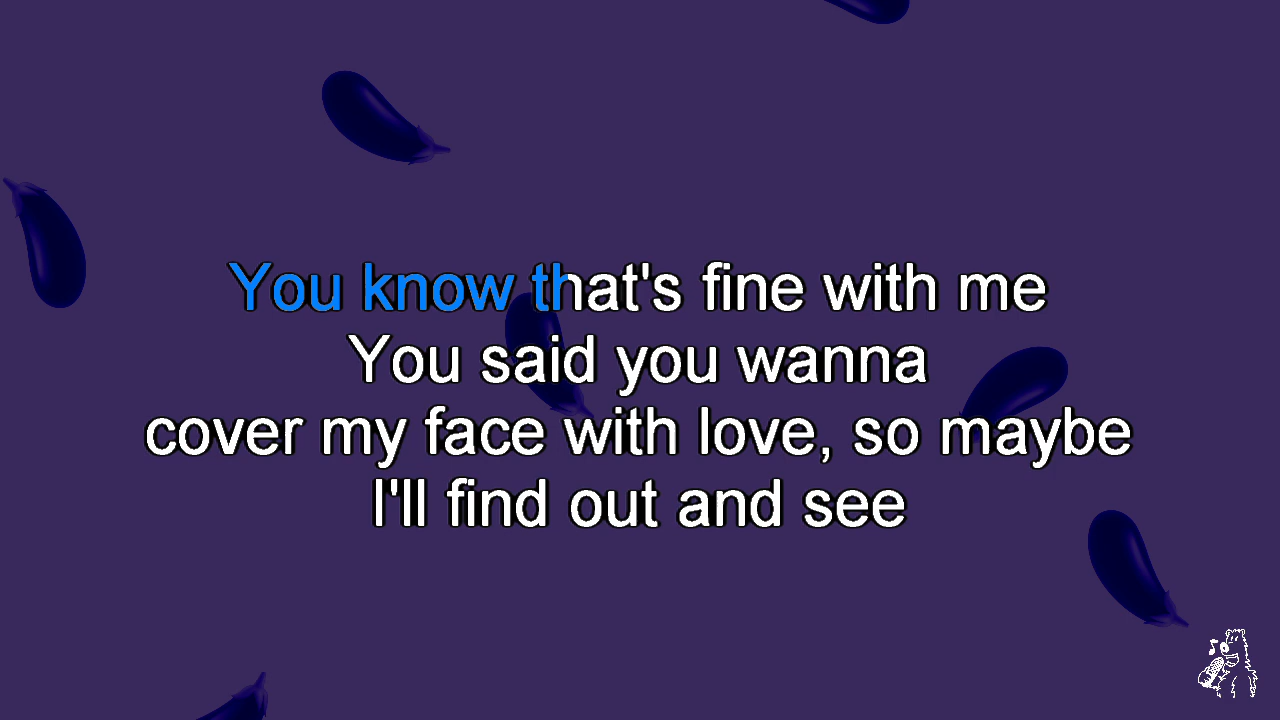 You know that's fine with me
You said you wanna
cover my face with love, so maybe
I'll find out and see